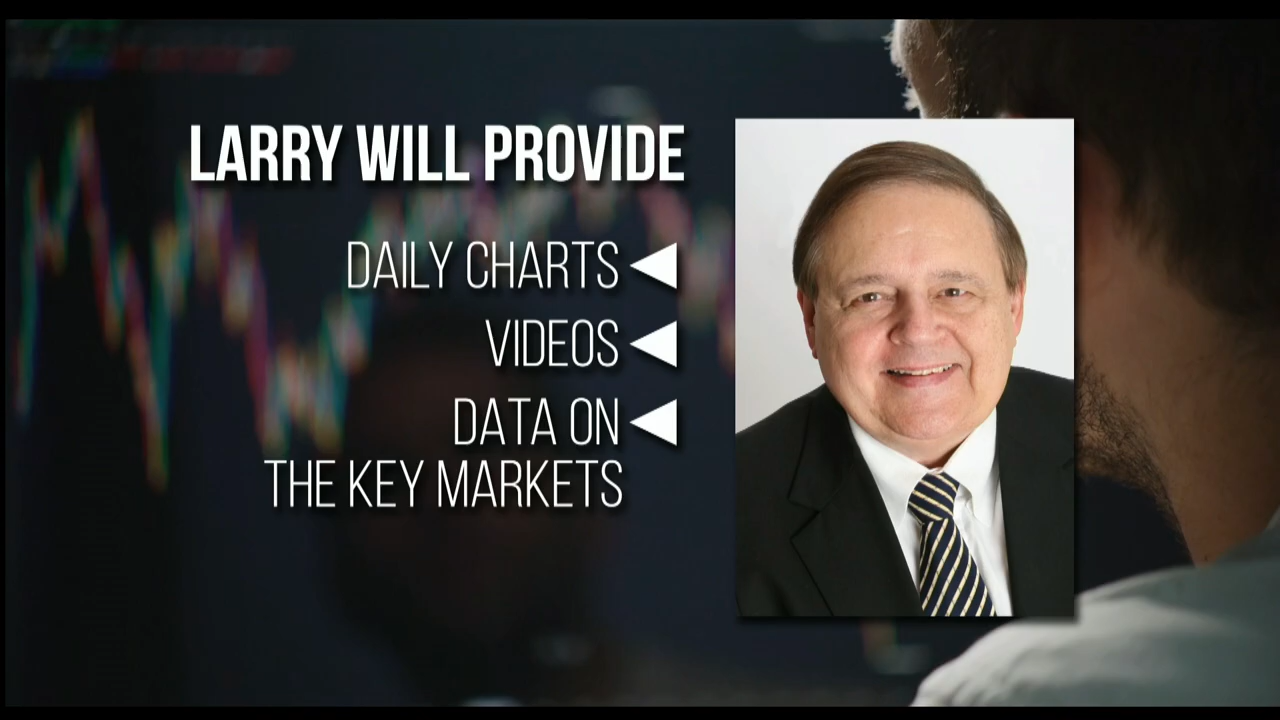 LARRY WILL PROVIDE
DAILY CHARTS
VIDEOS
DATA ON
THE KEY MARKETS